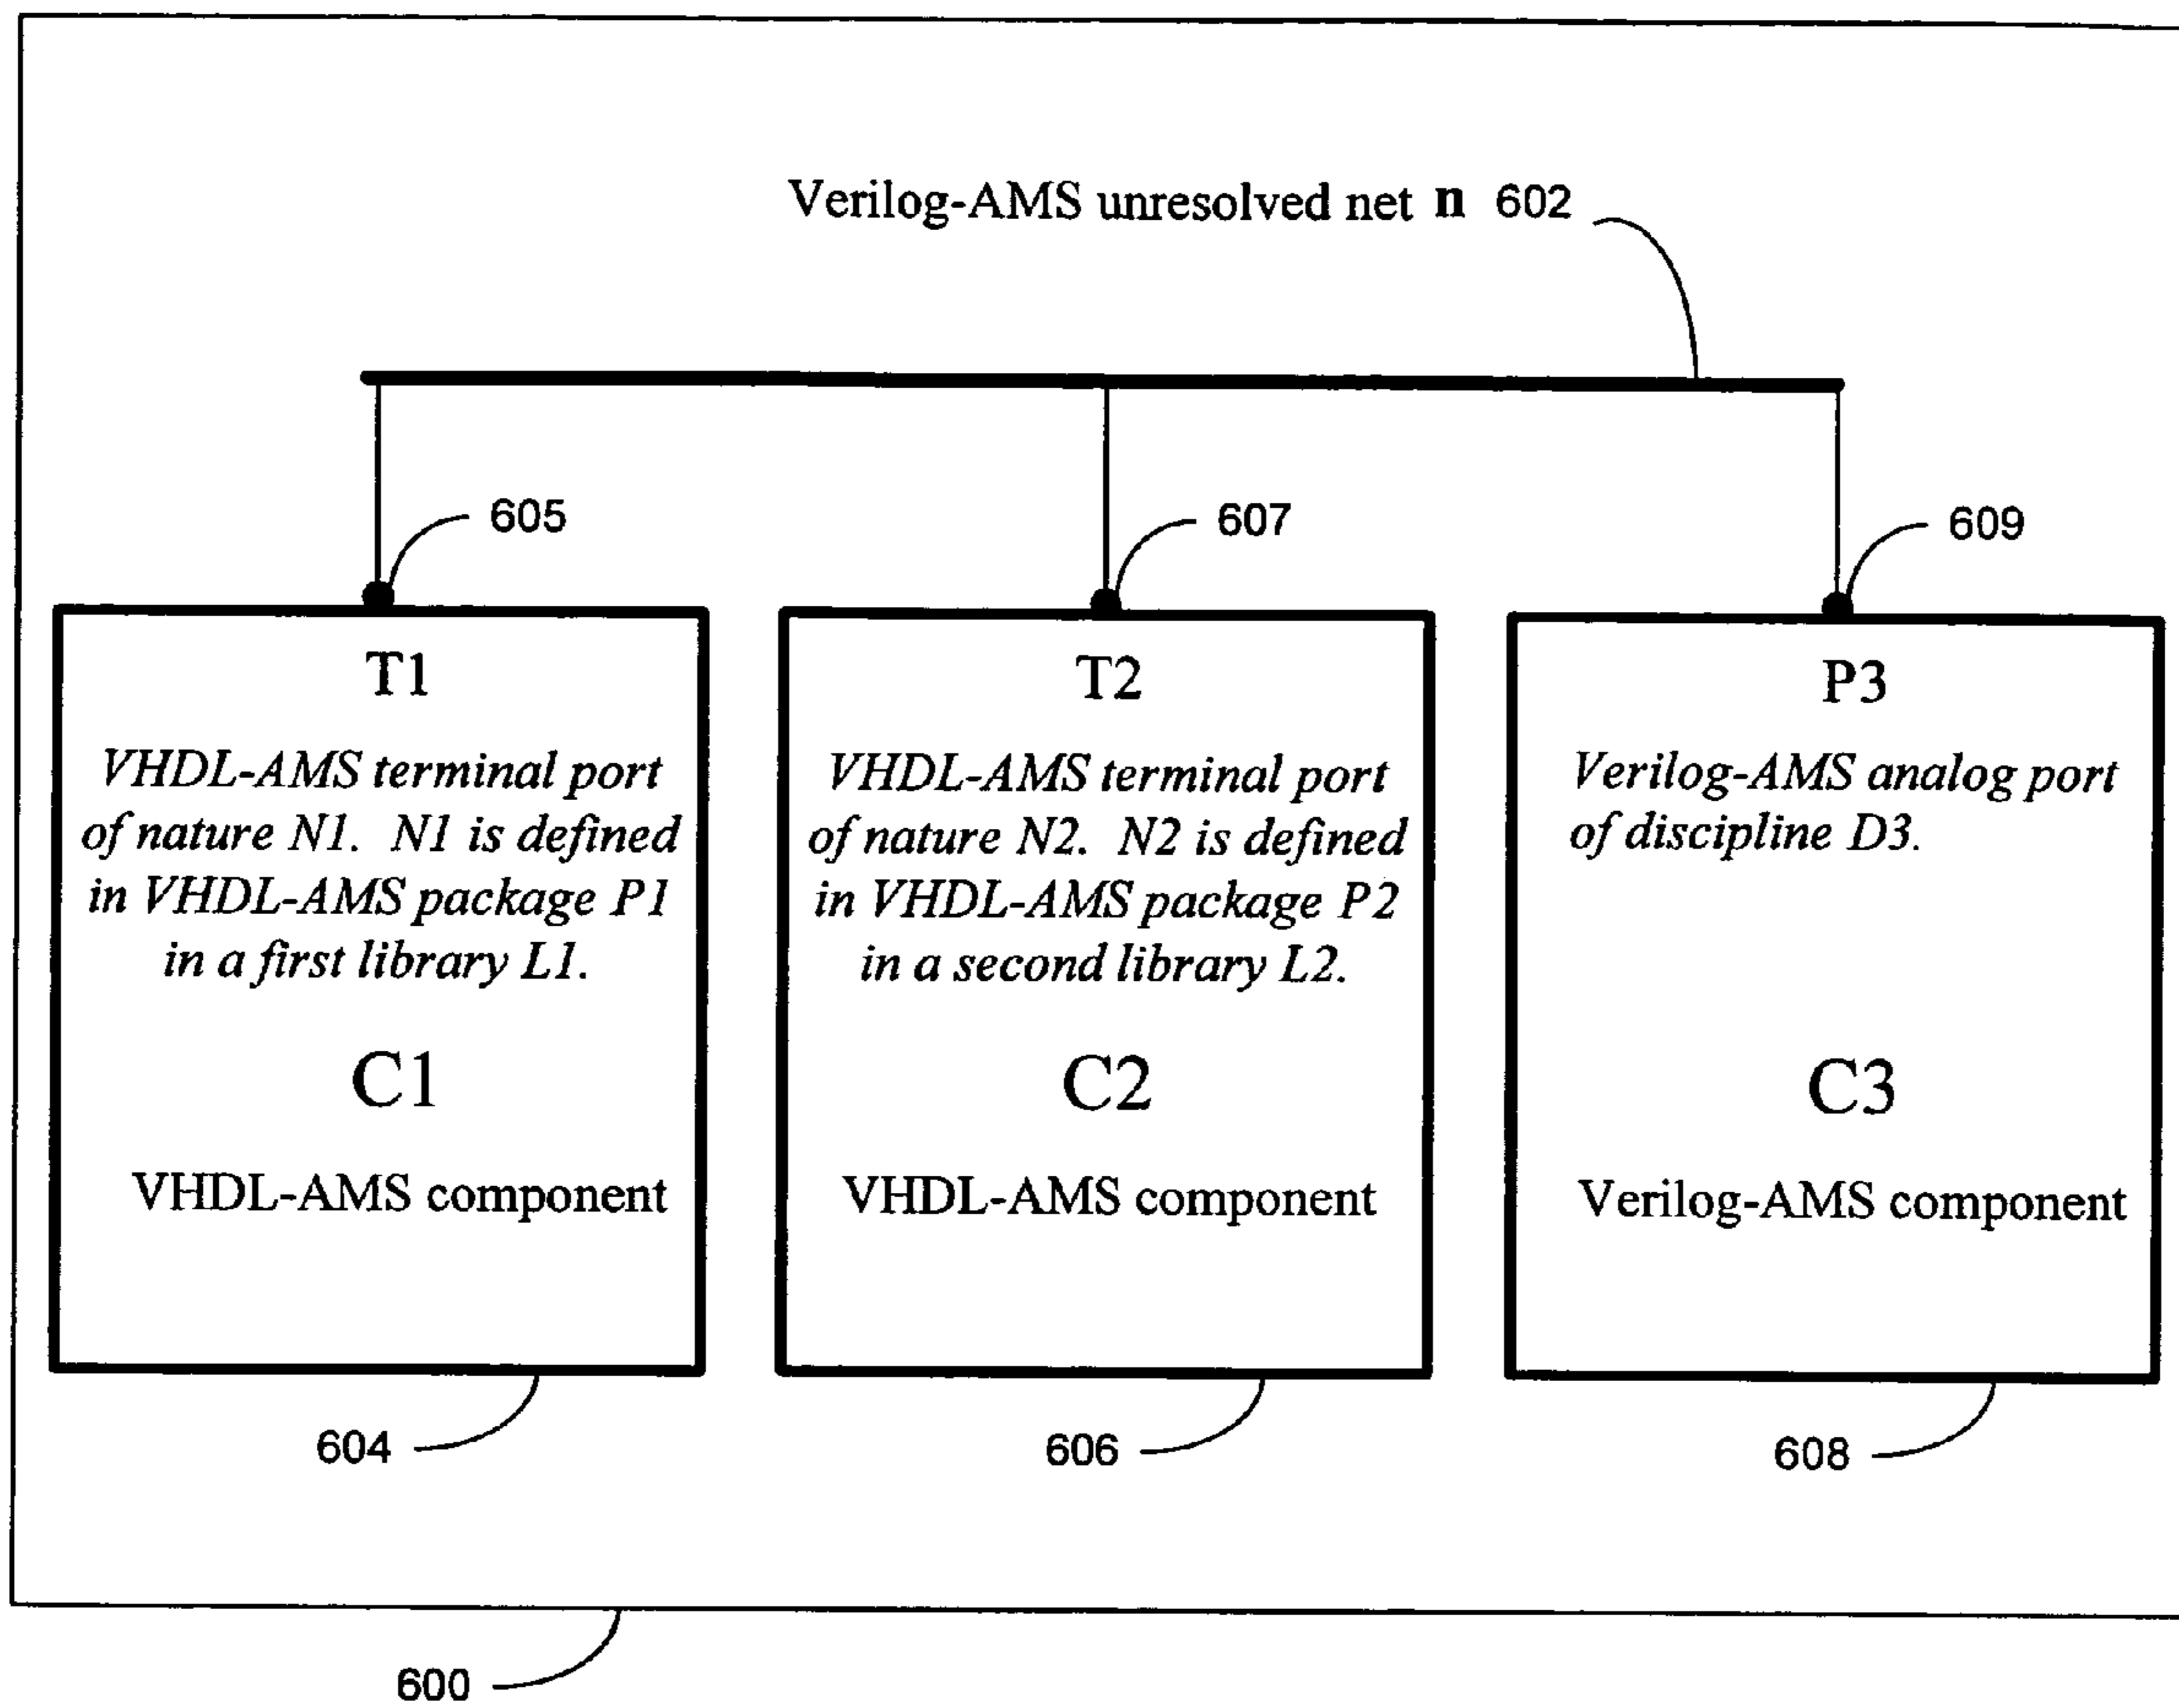 Verilog-AMS unresolved net n 602
605
607
609
T1
VHDL-AMS terminal port
of nature N1. N1 is defined
in VHDL-AMS package P1
in a first library L1.
C1
VHDL-AMS component
T2
VHDL-AMS terminal port
of nature N2. N2 is defined
in VHDL-AMS package P2
in a second library L2.
C2
VHDL-AMS component
P3
Verilog-AMS analog port
of discipline D3.
C3
Verilog-AMS component
604
606
608
600